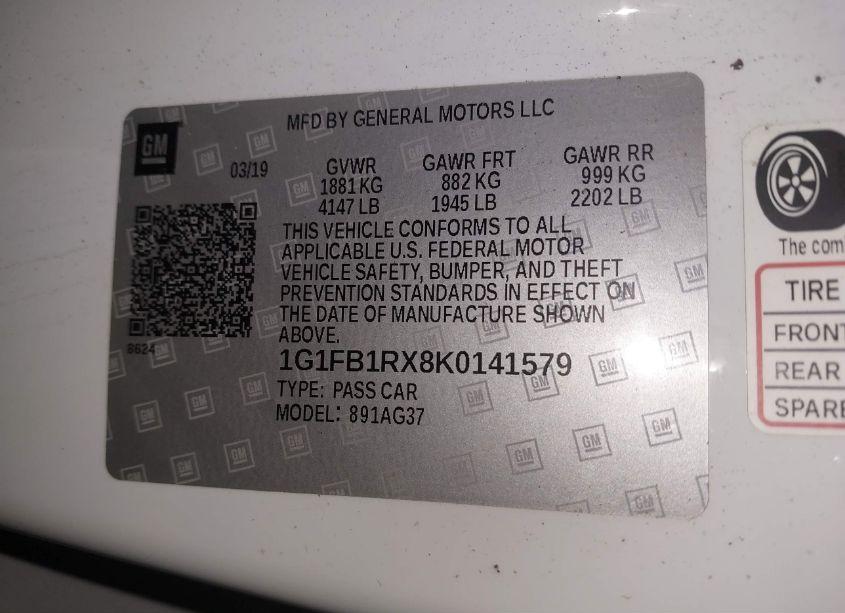 GM
MFD BY GENERAL MOTORS LLC
03/19
GVWR GAWR FRT GAWR RR
1881 KG 882 KG 999 KG
4147 LB 1945 LB 2202 LB
THIS VEHICLE CONFORMS TO ALL
APPLICABLE U.S. FEDERAL MOTOR
VEHICLE SAFETY, BUMPER, AND THEFT
PREVENTION STANDARDS IN EFFECT ON
THE DATE OF MANUFACTURE SHOWN
ABOVE.
8624
1G1FB1RX8K0141579
TYPE: PASS CAR
MODEL: 891AG37
The com
TIRE
FRONT
REAR
SPARE